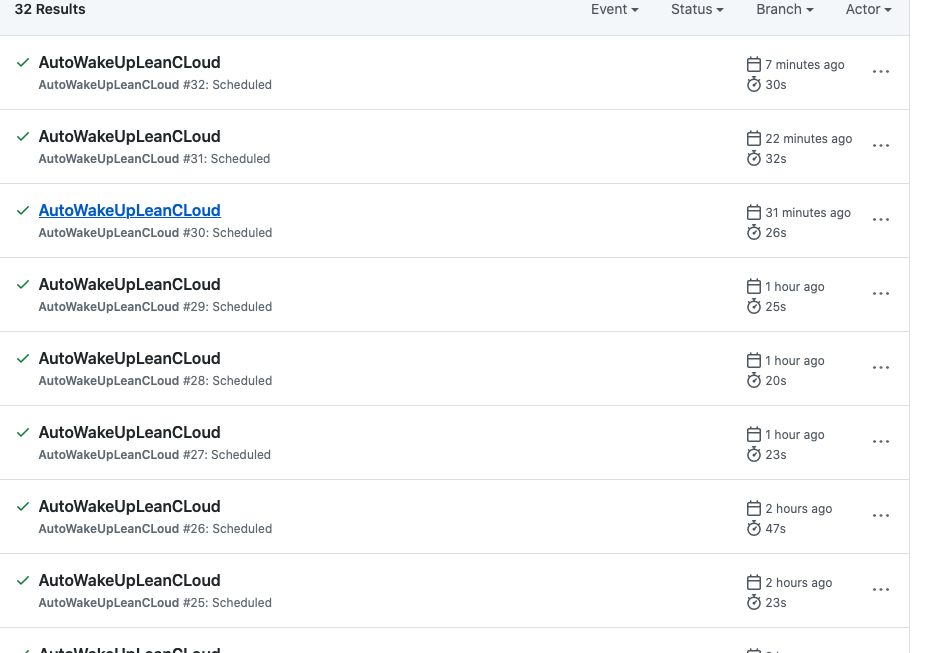 32 Results Event Status Branch Actor
AutoWakeUpLeanCLoud
AutoWakeUpLeanCLoud #32: Scheduled
7 minutes ago
30s
AutoWakeUpLeanCLoud
AutoWakeUpLeanCLoud #31: Scheduled
22 minutes ago
32s
AutoWakeUpLeanCLoud
AutoWakeUpLeanCLoud #30: Scheduled
31 minutes ago
26s
AutoWakeUpLeanCLoud
AutoWakeUpLeanCLoud #29: Scheduled
1 hour ago
25s
AutoWakeUpLeanCLoud
AutoWakeUpLeanCLoud #28: Scheduled
1 hour ago
20s
AutoWakeUpLeanCLoud
AutoWakeUpLeanCLoud #27: Scheduled
1 hour ago
23s
AutoWakeUpLeanCLoud
AutoWakeUpLeanCLoud #26: Scheduled
2 hours ago
47s
AutoWakeUpLeanCLoud
AutoWakeUpLeanCLoud #25: Scheduled
2 hours ago
23s
AutoWakeUpLeanCLoud